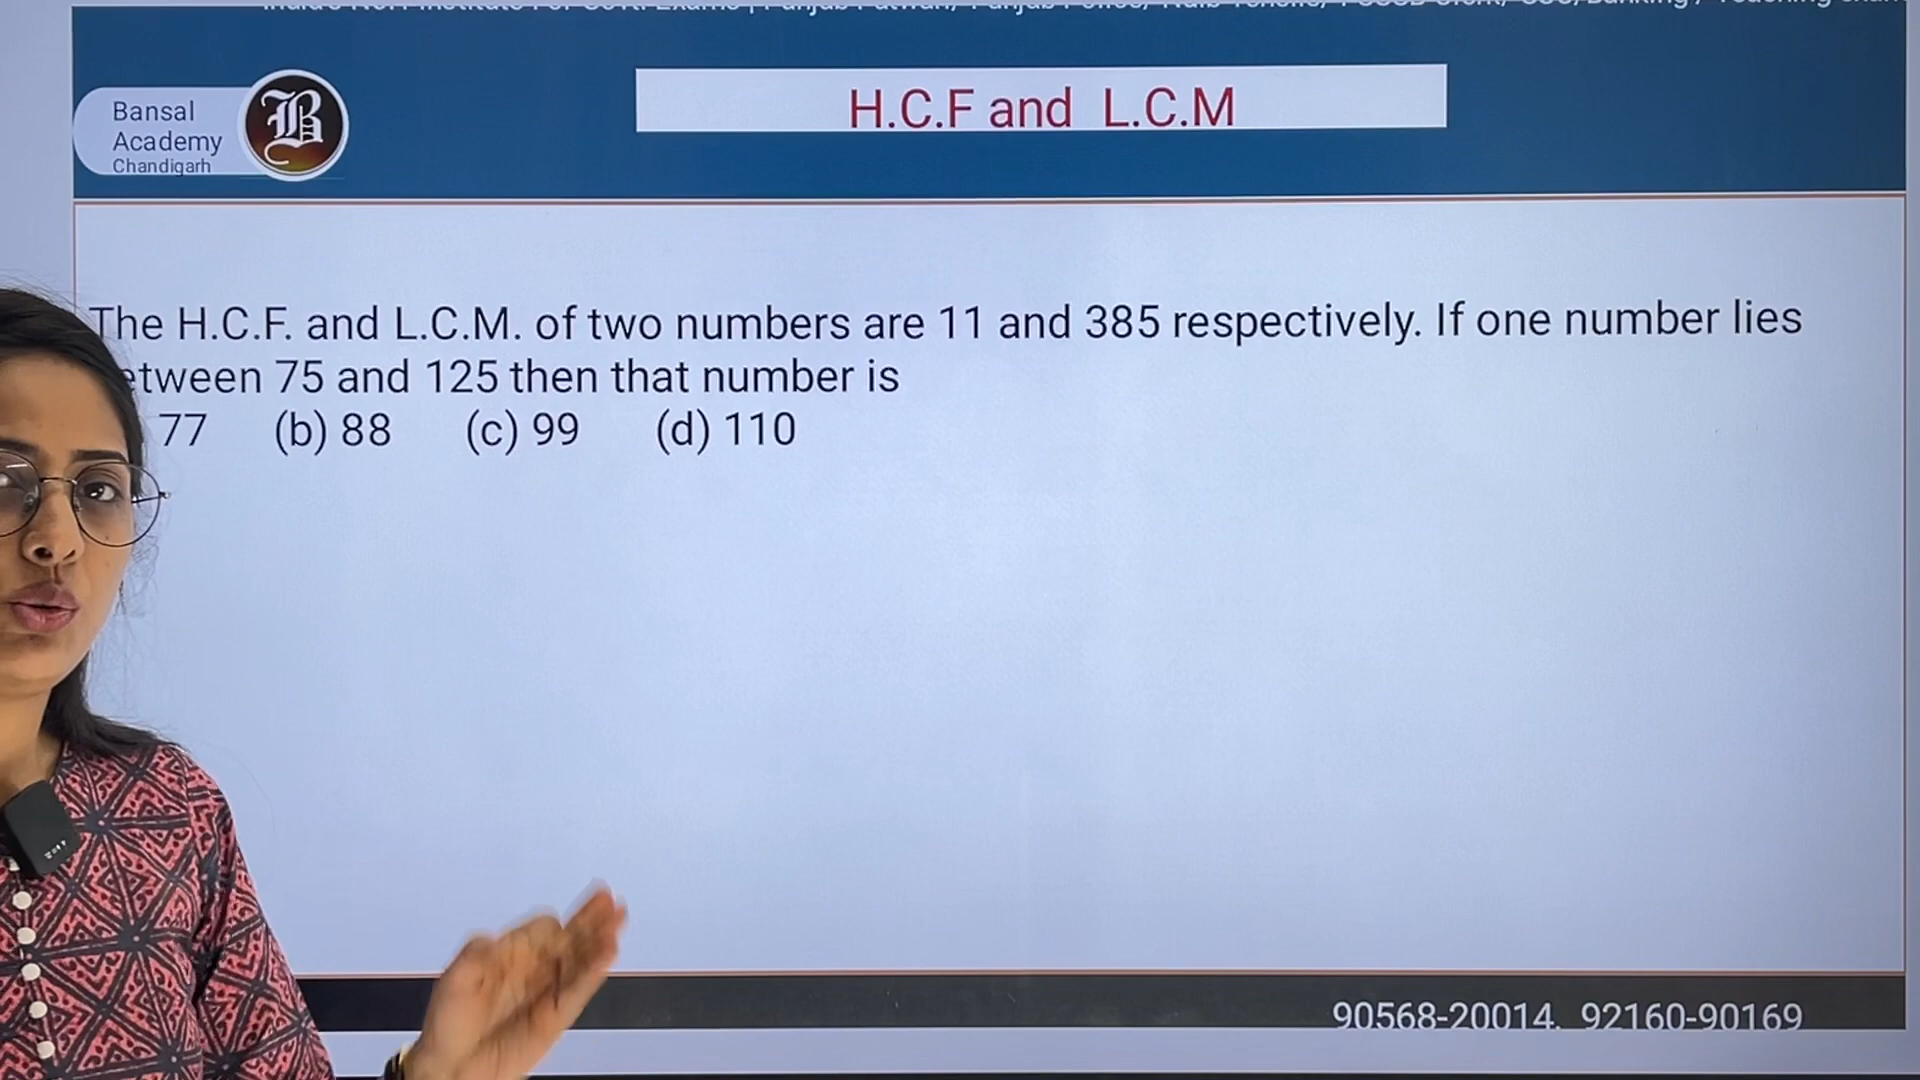 Bansal
Academy
Chandigarh
H.C.F and L.C.M
The H.C.F. and L.C.M. of two numbers are 11 and 385 respectively. If one number lies
etween 75 and 125 then that number is
77 (b) 88 (c) 99 (d) 110
90568-20014, 92160-90169